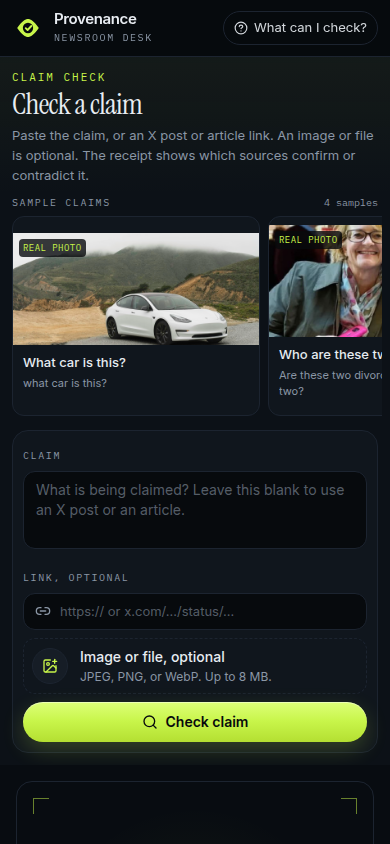 Provenance
NEWSROOM DESK
What can I check?
CLAIM CHECK
Check a claim
Paste the claim, or an X post or article link. An image or file
is optional. The receipt shows which sources confirm or
contradict it.
SAMPLE CLAIMS
4 samples
REAL PHOTO
What car is this?
what car is this?
REAL PHOTO
Who are these
Are these two
two?
CLAIM
What is being claimed? Leave this blank to use
an X post or an article.
LINK, OPTIONAL
https:// or x.com/.../status/...
Image or file, optional
JPEG, PNG, or WebP. Up to 8 MB.
Check claim